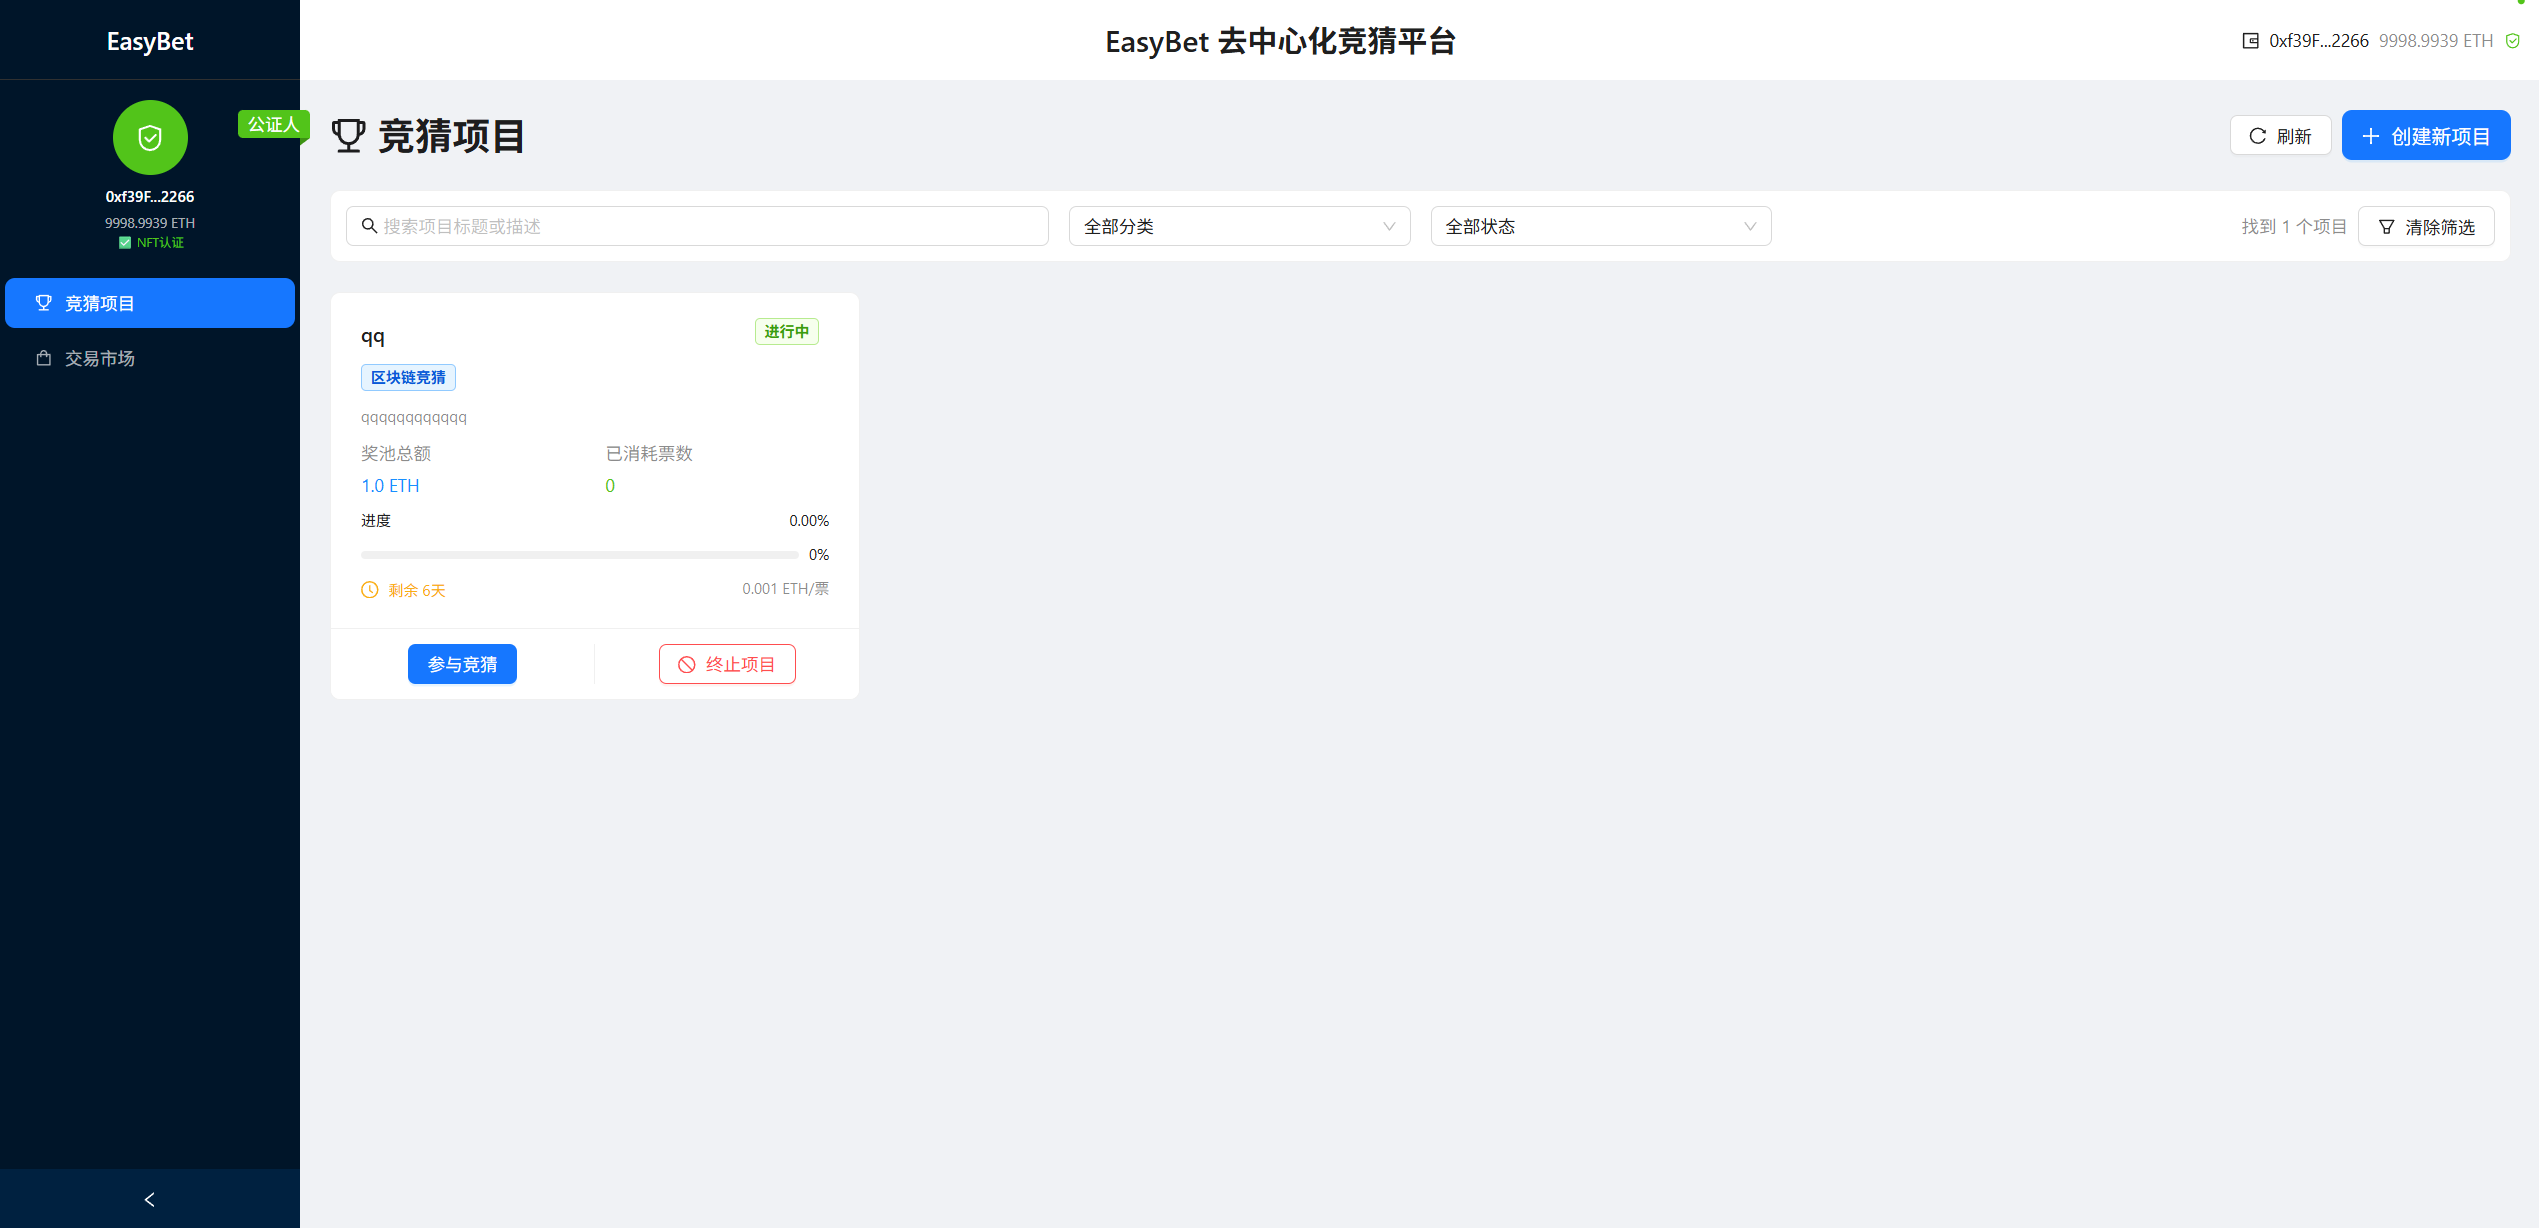 EasyBet
EasyBet 去中心化竞猜平台
0xf39F...2266 9998.9939 ETH
公证人
0xf39F...2266
9998.9939 ETH
NFT认证
竞猜项目
交易市场
竞猜项目
刷新
创建新项目
搜索项目标题或描述
全部分类
全部状态
找到 1 个项目
清除筛选
qq
进行中
区块链竞猜
qqqqqqqqqqqq
奖池总额
已消耗票数
1.0 ETH
0
进度
0.00%
0%
剩余 6天
0.001 ETH/票
参与竞猜
终止项目